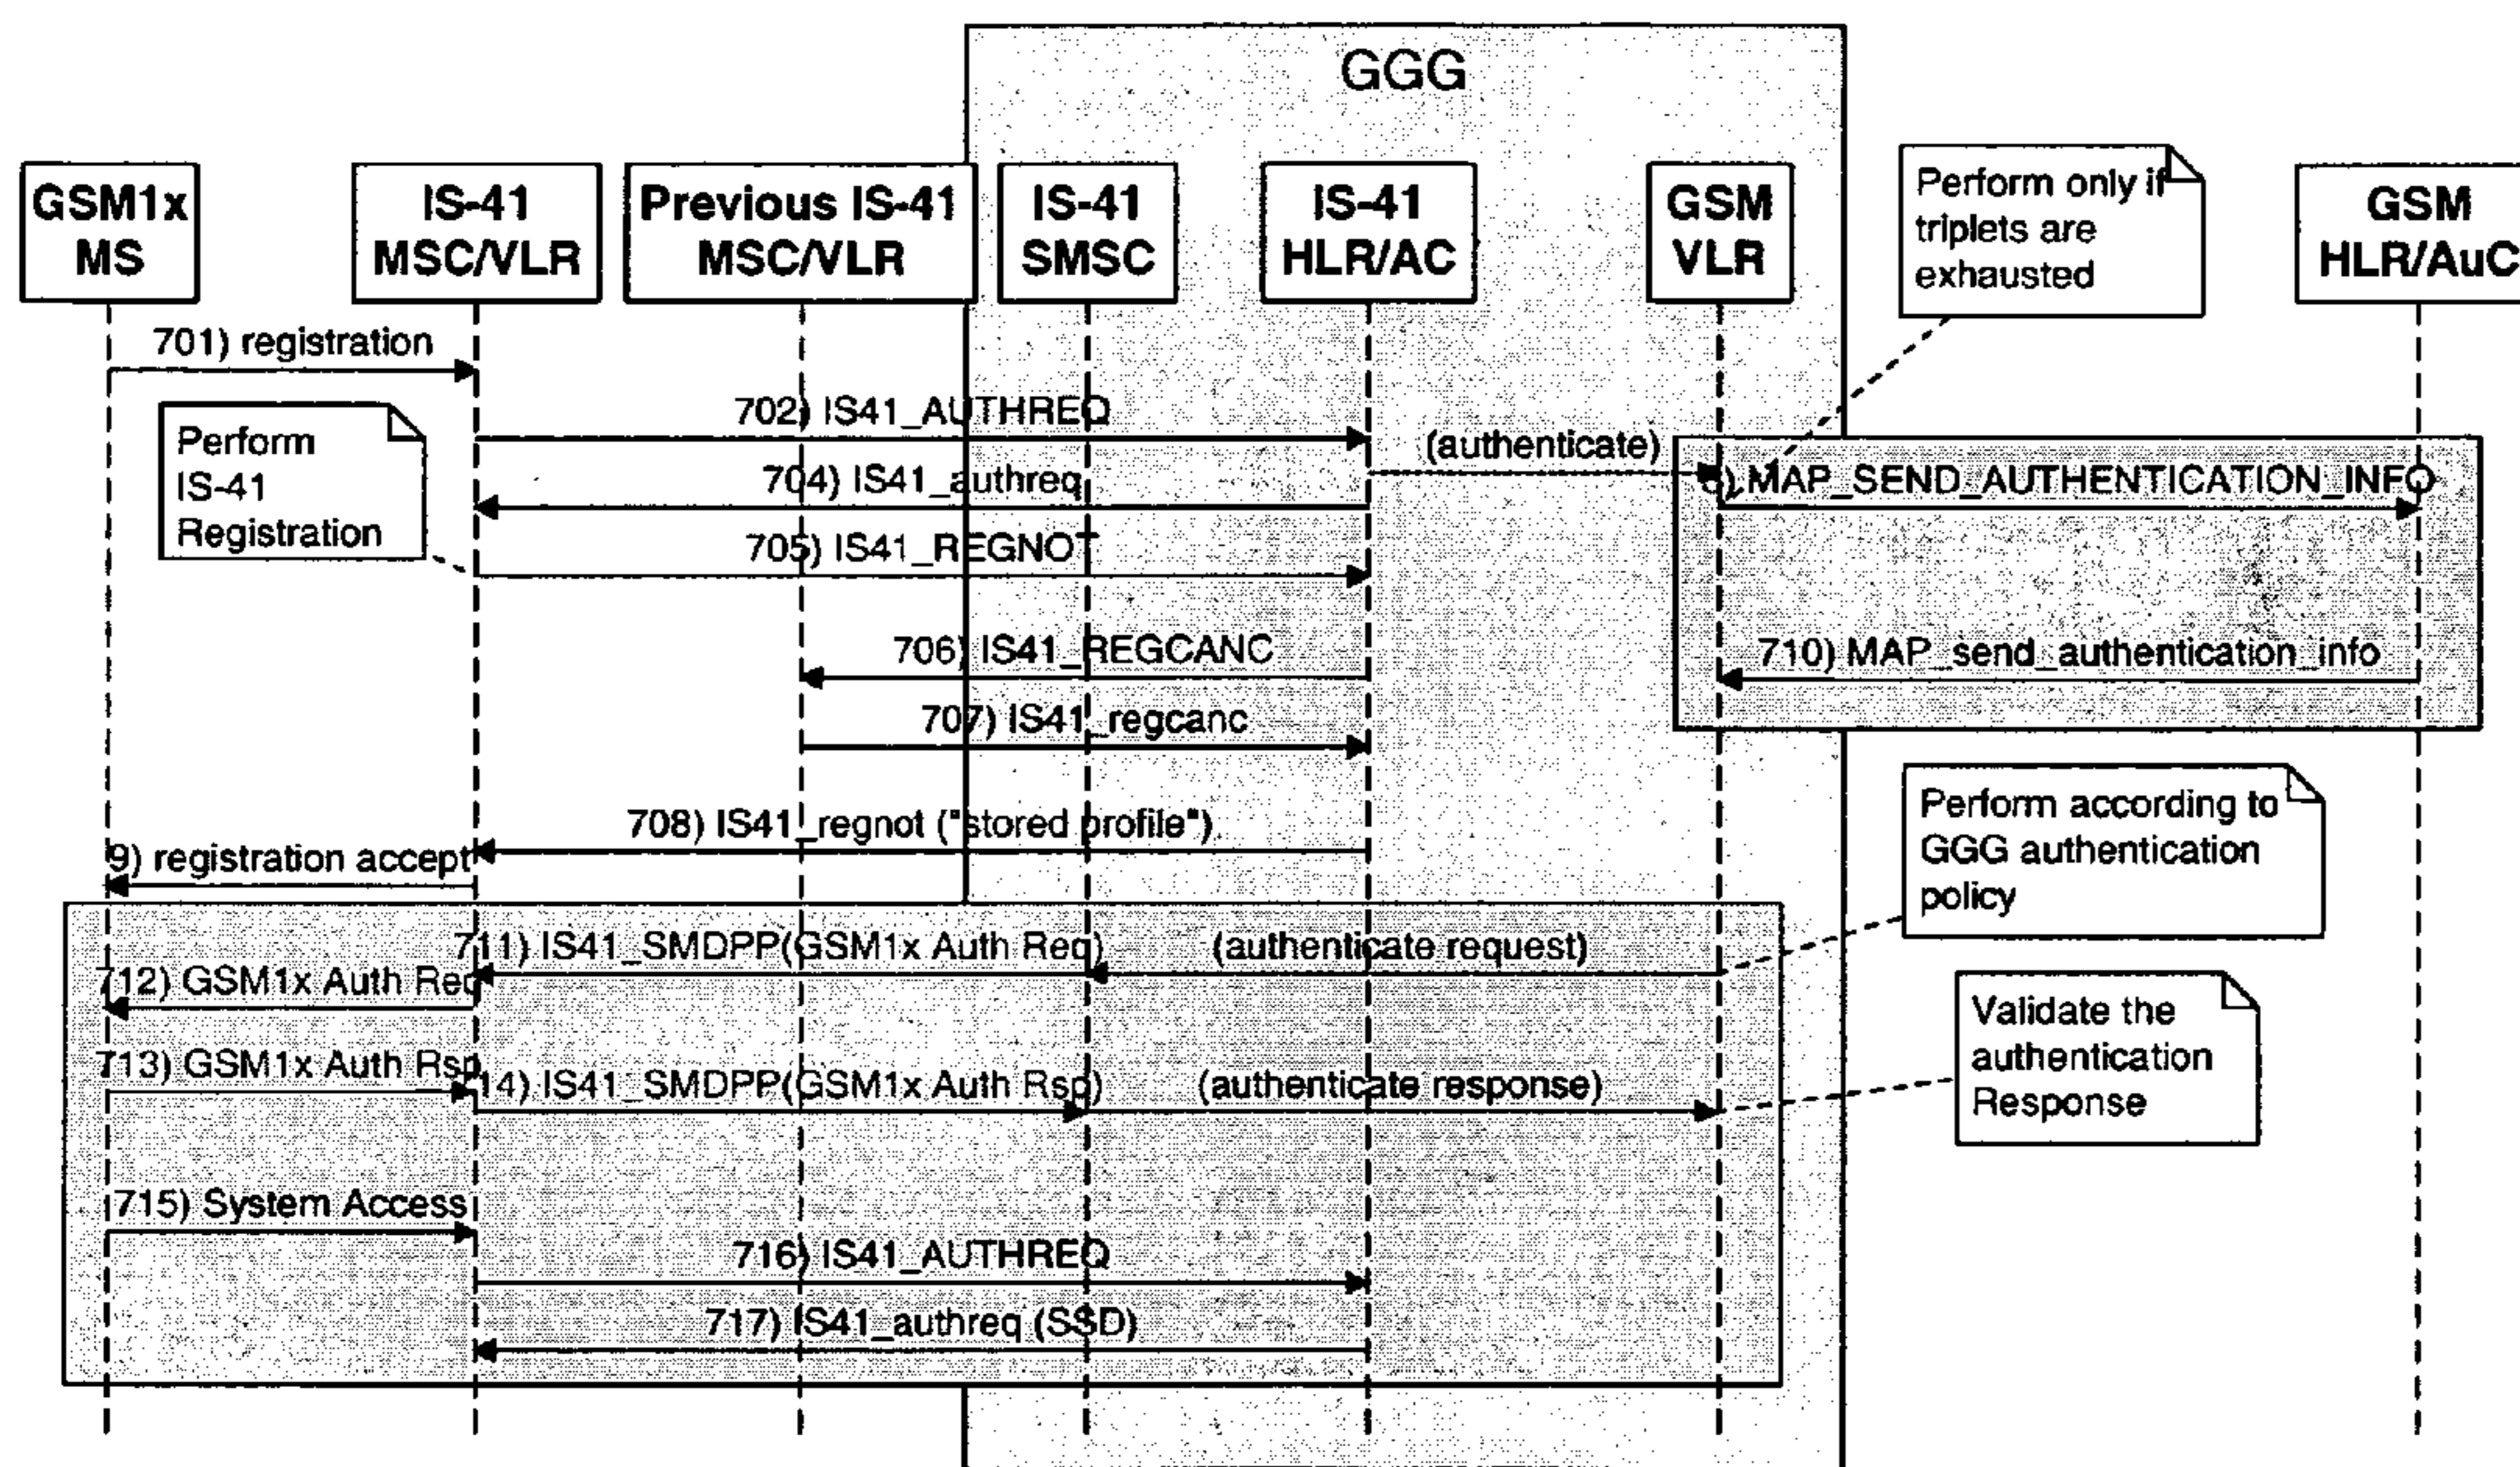 GGG
GSM1x
MS
IS-41
MSC/VLR
Previous IS-41
MSC/VLR
IS-41
SMSC
IS-41
HLR/AC
GSM
VLR
Perform only if
triplets are
exhausted
GSM
HLR/AuC
701) registration
702) IS41_AUTHREQ
Perform
IS-41
Registration
(authenticate)
704) IS41_authreq
) MAP_SEND_AUTHENTICATION_INFO
705) IS41_REGNOT
706) IS41_REGCANC
710) MAP_send_authentication_info
707) IS41_regcanc
708) IS41_regnot ("stored profile")
9) registration accept
Perform according to
GGG authentication
policy
711) IS41_SMDPP(GSM1x Auth Req)
(authenticate request)
712) GSM1x Auth Req
Validate the
authentication
Response
713) GSM1x Auth Rsp
14) IS41_SMDPP(GSM1x Auth Rsp)
(authenticate response)
715) System Access
716) IS41_AUTHREQ
717) IS41_authreq (SSD)